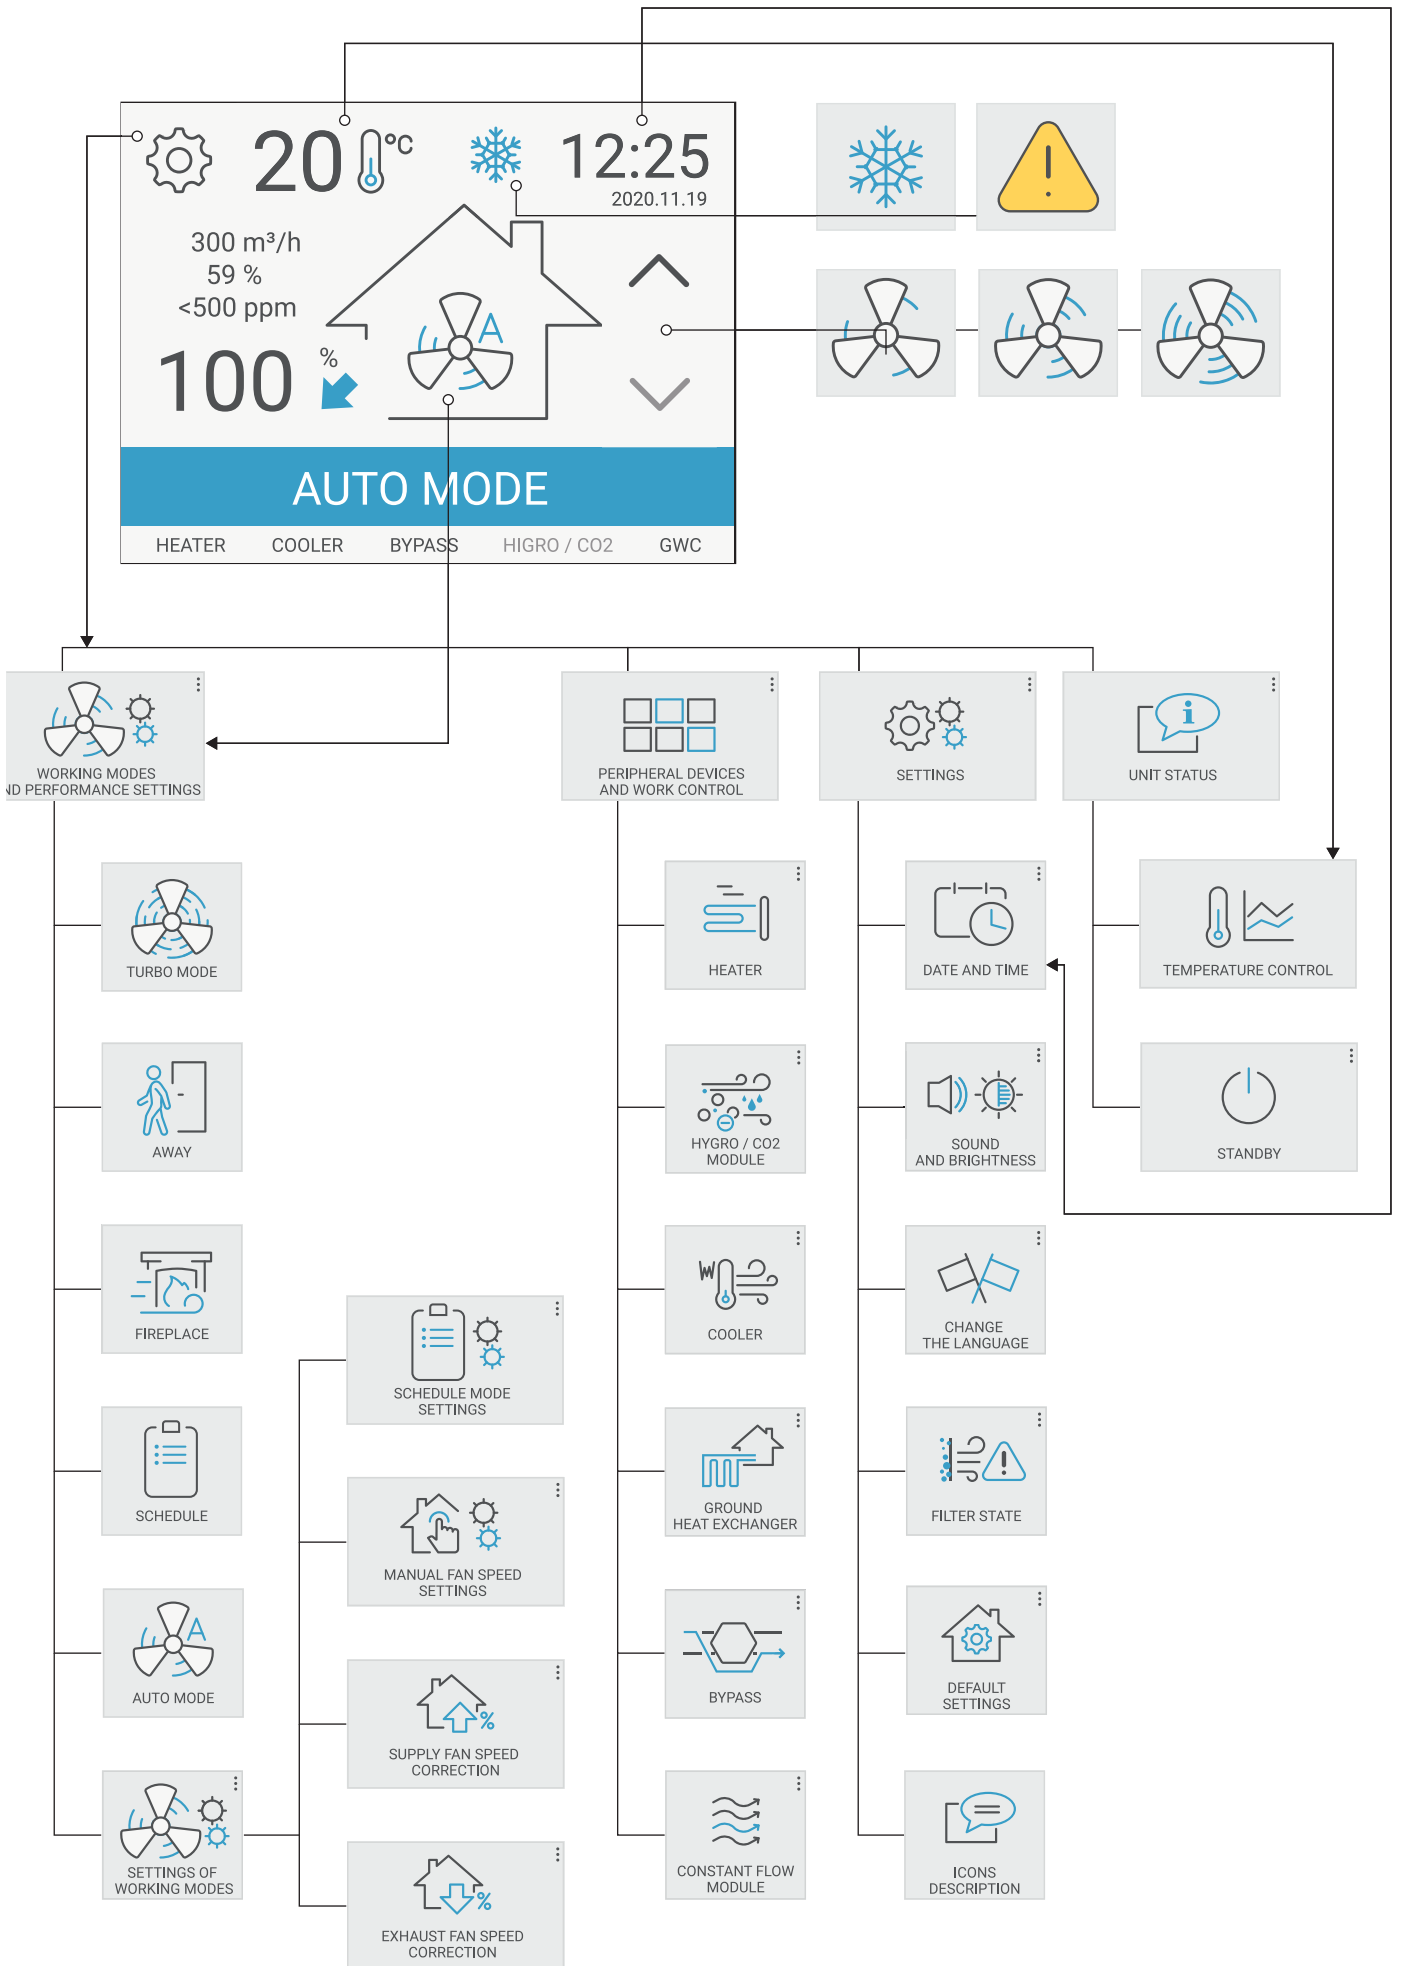 20 °C
12:25
2020.11.19
300 m³/h
59 %
<500 ppm
100 %
A
AUTO MODE
HEATER COOLER BYPASS HIGRO / CO2 GWC
WORKING MODES
ND PERFORMANCE SETTINGS
PERIPHERAL DEVICES
AND WORK CONTROL
SETTINGS
UNIT STATUS
TURBO MODE
AWAY
FIREPLACE
SCHEDULE
A
AUTO MODE
SETTINGS OF
WORKING MODES
SCHEDULE MODE
SETTINGS
MANUAL FAN SPEED
SETTINGS
%
SUPPLY FAN SPEED
CORRECTION
%
EXHAUST FAN SPEED
CORRECTION
HEATER
HYGRO / CO2
MODULE
COOLER
GROUND
HEAT EXCHANGER
BYPASS
CONSTANT FLOW
MODULE
DATE AND TIME
SOUND
AND BRIGHTNESS
CHANGE
THE LANGUAGE
FILTER STATE
DEFAULT
SETTINGS
ICONS
DESCRIPTION
TEMPERATURE CONTROL
STANDBY